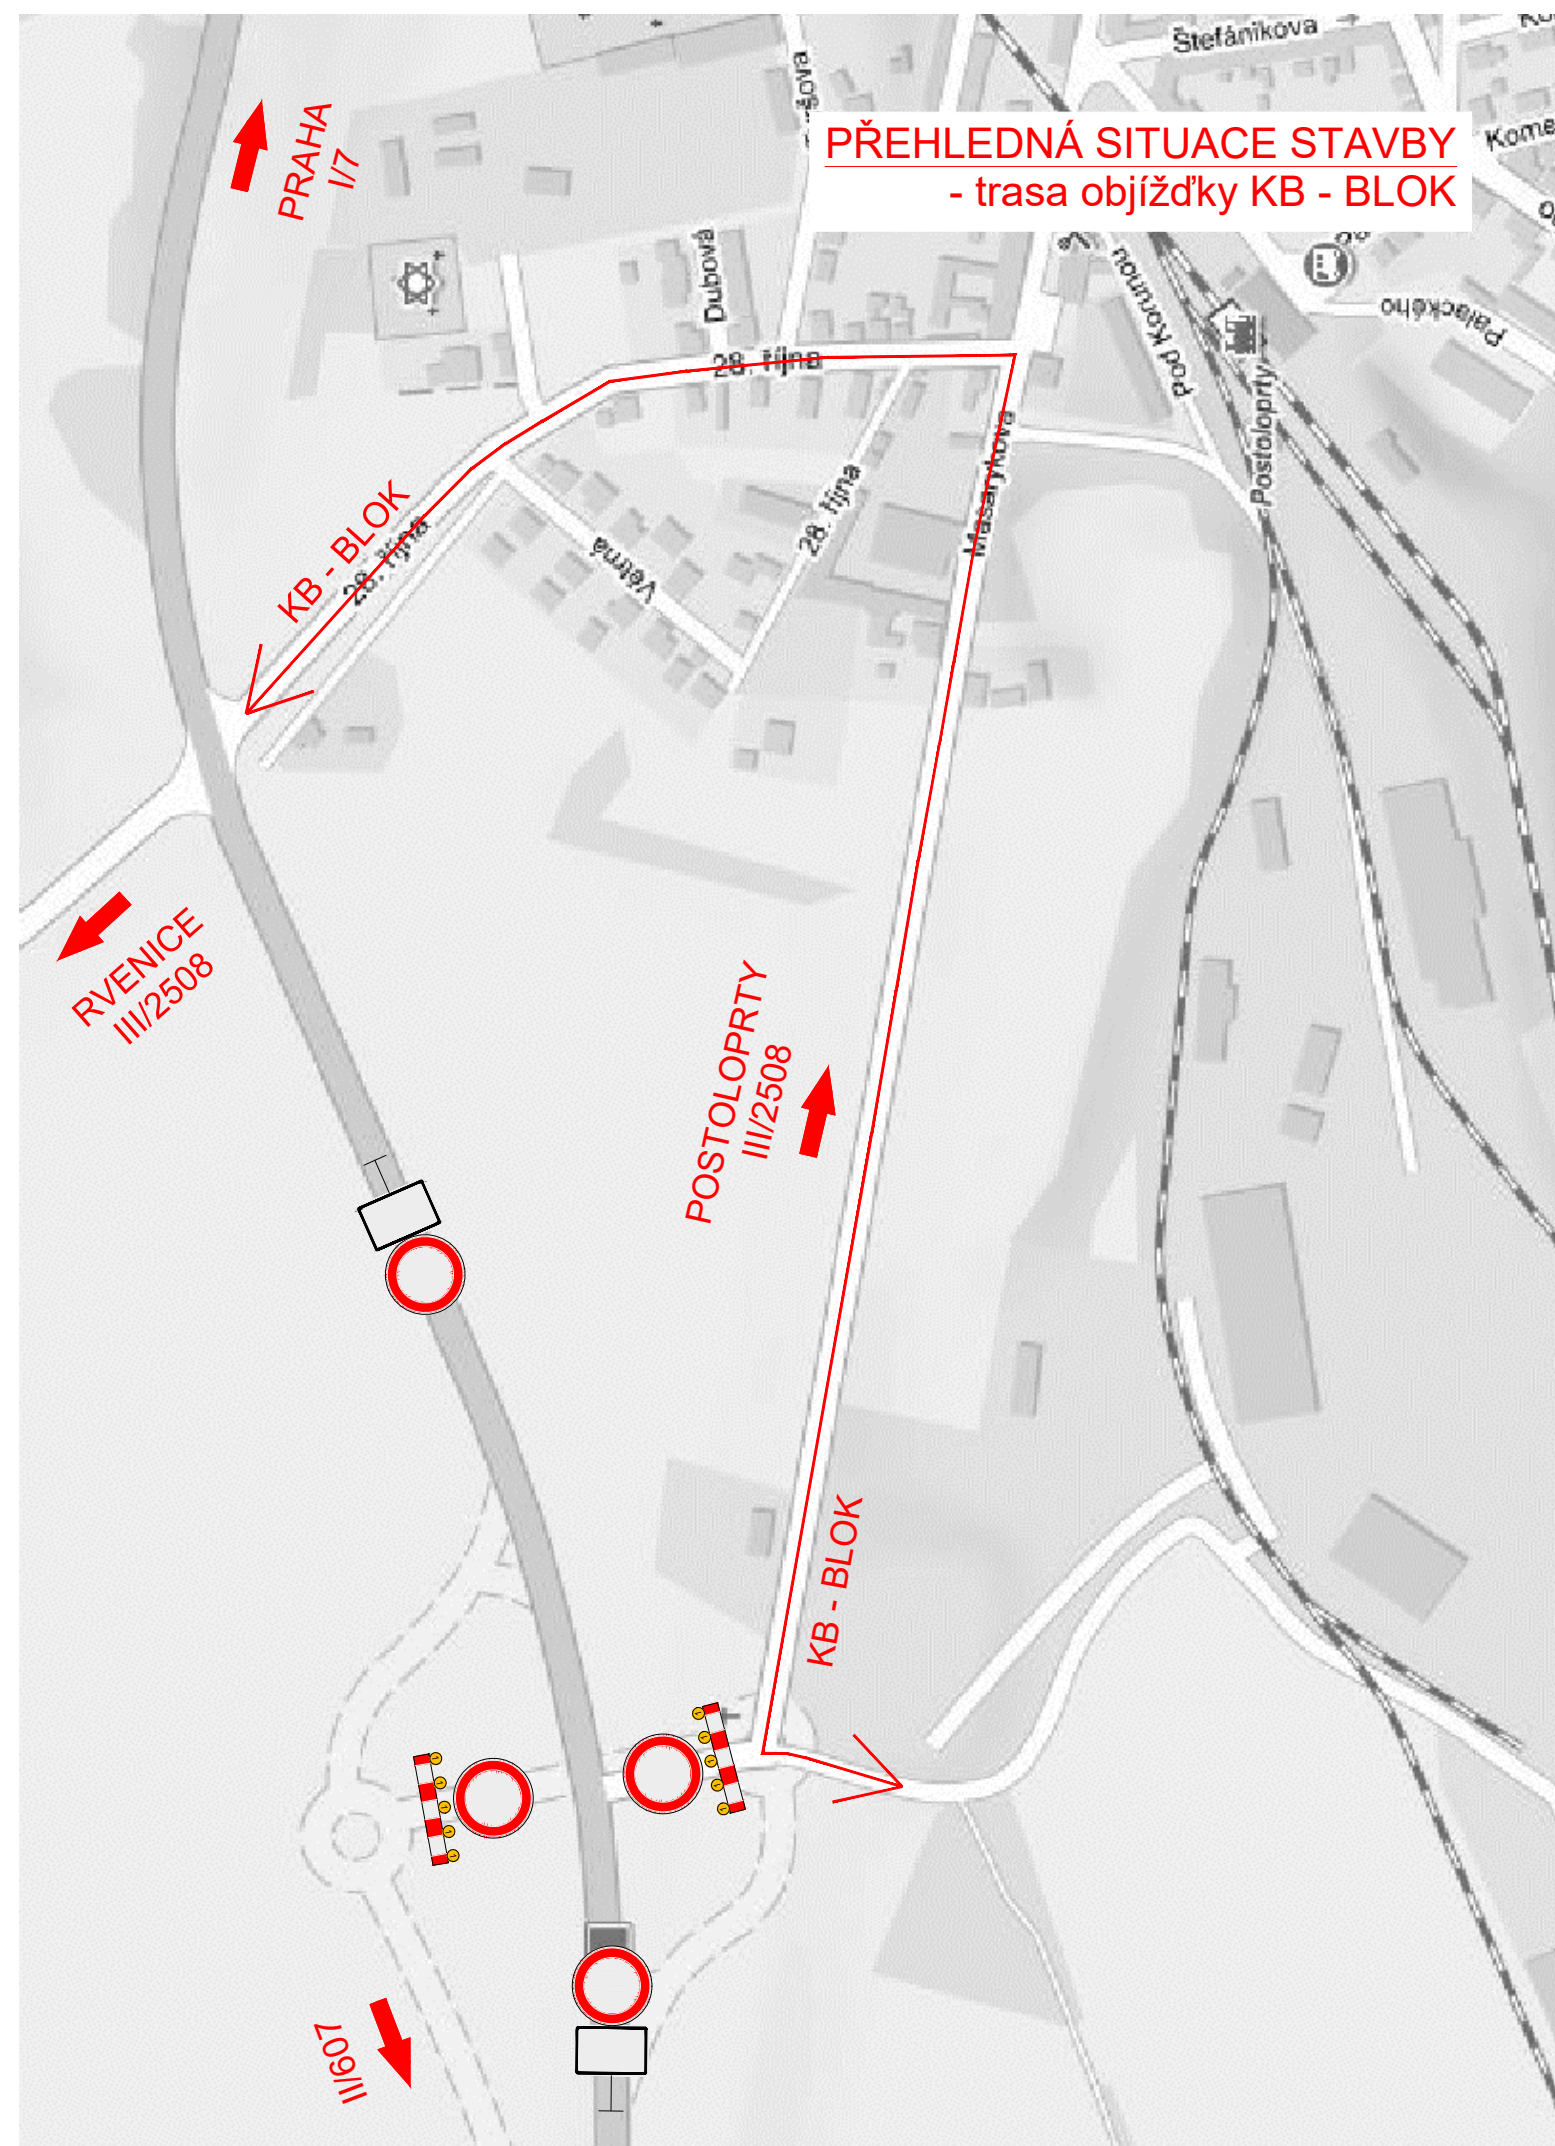 Štefánikova
PŘEHLEDNÁ SITUACE STAVBY
- trasa objížďky KB - BLOK
PRAHA
I/7
Dubová
Pod Korunou
Palackého
28. října
Postoloprty
Masarykova
KB - BLOK
28. října
28. října
Větrná
RVENICE
III/2508
POSTOLOPRTY
III/2508
KB - BLOK
II/607